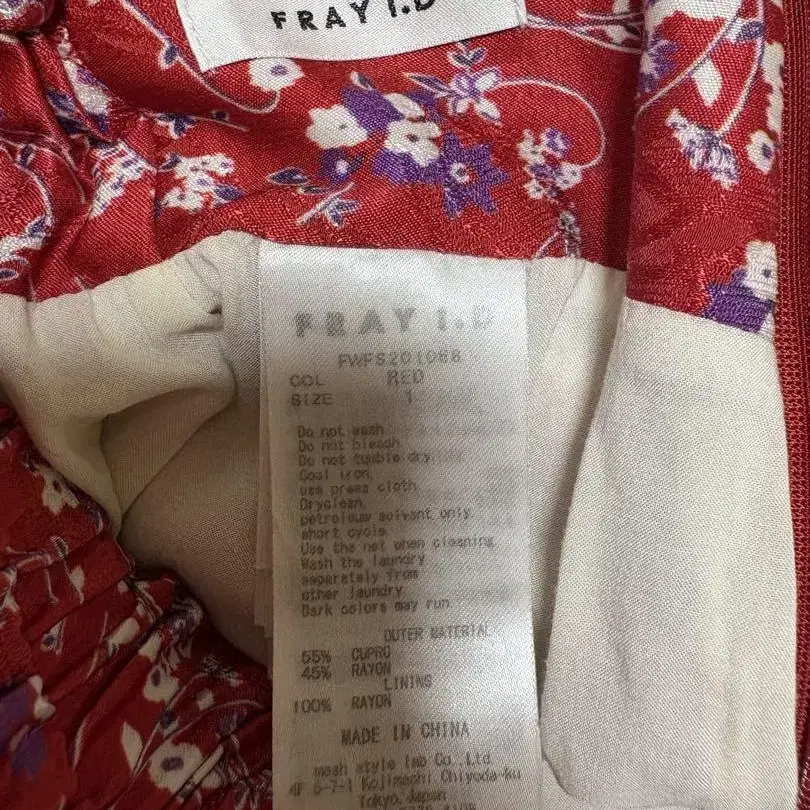 FRAY I.D
FRAY I.D
FWFS201066
COL RED
SIZE 1
Do not wash
Do not bleach
Do not tumble dry
Cool iron
use press cloth
Dryclean,
petroleum solvent only
short cycle
Use the net when cleaning
Wash the laundry
separately from
other laundry
Dark colors may run
OUTER MATERIAL
55% CUPRO
45% RAYON
LINING
100% RAYON
MADE IN CHINA
mash style lab Co.,Ltd
4F 5-7-1 Kojimachi Chiyoda-ku
Tokyo, Japan